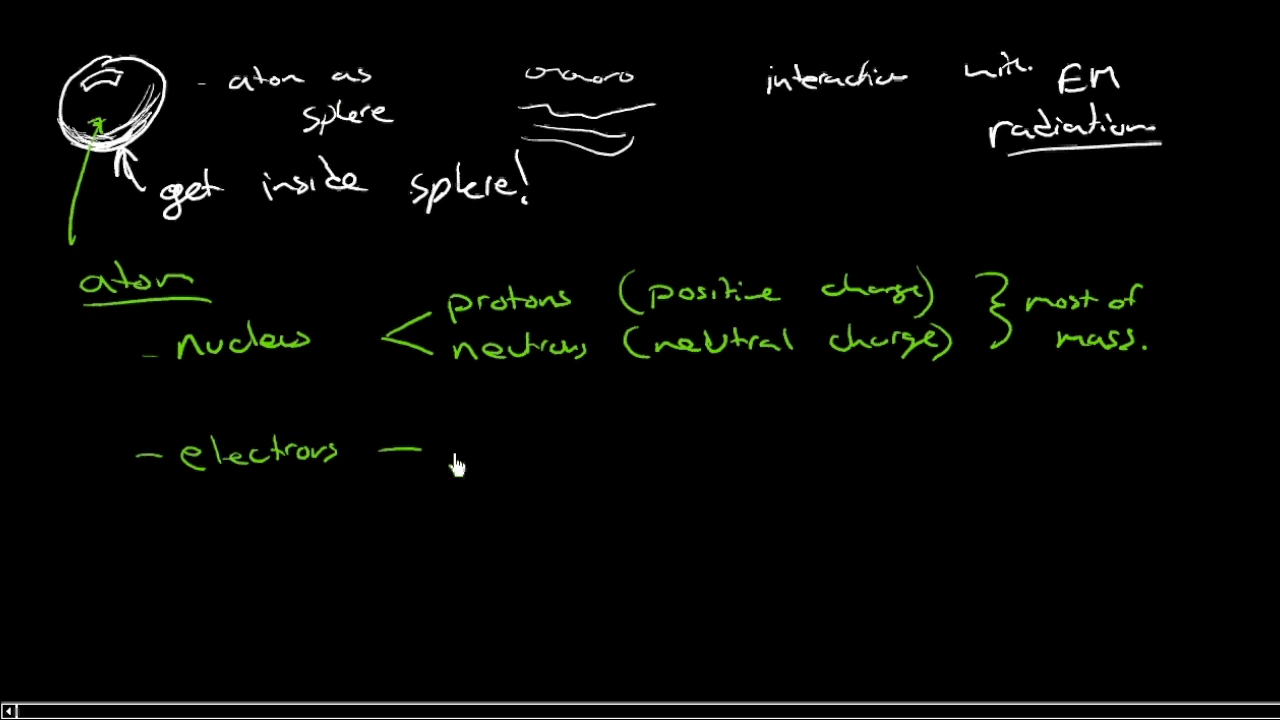 - atom as
sphere
interaction with EM
radiation
get inside sphere!
atom
- nucleus
protons (positive charge)
neutrons (neutral charge)
most of
mass.
- electrons -